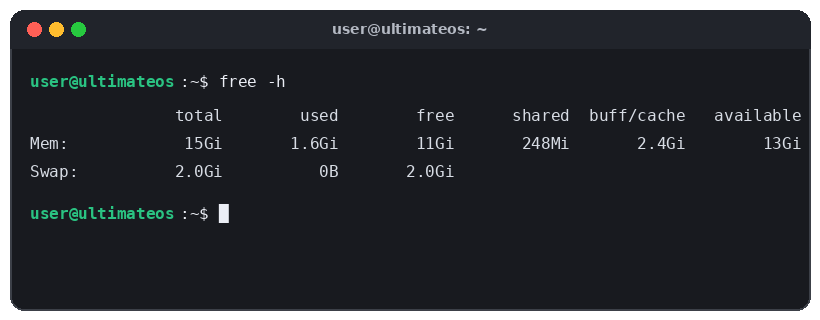 user@ultimateos: ~
user@ultimateos:~$ free -h
total used free shared buff/cache available
Mem: 15Gi 1.6Gi 11Gi 248Mi 2.4Gi 13Gi
Swap: 2.0Gi 0B 2.0Gi
user@ultimateos:~$